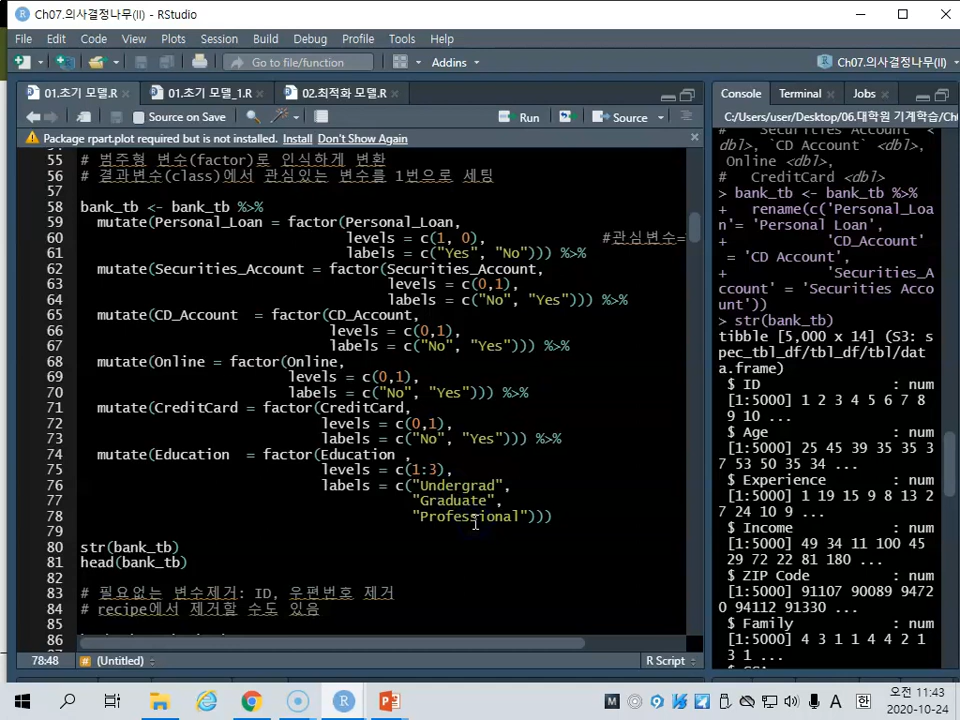 Ch07.의사결정나무(II) - RStudio
File Edit Code View Plots Session Build Debug Profile Tools Help
Go to file/function Addins Ch07.의사결정나무(II)
01.초기 모델.R 01.초기 모델_1.R 02.최적화 모델.R
Source on Save Run Source
Package rpart.plot required but is not installed. Install Don't Show Again
55 # 범주형 변수(factor)로 인식하게 변환
56 # 결과변수(class)에서 관심있는 변수를 1번으로 세팅
57
58 bank_tb <- bank_tb %>%
59 mutate(Personal_Loan = factor(Personal_Loan,
60 levels = c(1, 0), #관심변수=
61 labels = c("Yes", "No"))) %>%
62 mutate(Securities_Account = factor(Securities_Account,
63 levels = c(0,1),
64 labels = c("No", "Yes"))) %>%
65 mutate(CD_Account = factor(CD_Account,
66 levels = c(0,1),
67 labels = c("No", "Yes"))) %>%
68 mutate(Online = factor(Online,
69 levels = c(0,1),
70 labels = c("No", "Yes"))) %>%
71 mutate(CreditCard = factor(CreditCard,
72 levels = c(0,1),
73 labels = c("No", "Yes"))) %>%
74 mutate(Education = factor(Education ,
75 levels = c(1:3),
76 labels = c("Undergrad",
77 "Graduate",
78 "Professional")))
79
80 str(bank_tb)
81 head(bank_tb)
82
83 # 필요없는 변수제거: ID, 우편번호 제거
84 # recipe에서 제거할 수도 있음
85
86
78:48 (Untitled) R Script
Console Terminal Jobs
C:/Users/user/Desktop/06.대학원 기계학습/Ch
# Securities Account <
dbl>, `CD Account` <dbl>,
Online <dbl>,
# CreditCard <dbl>
> bank_tb <- bank_tb %>%
+ rename(c('Personal_Loa
n'= 'Personal Loan',
+ 'CD_Account'
= 'CD Account',
+ 'Securities_A
ccount' = 'Securities Acco
unt'))
> str(bank_tb)
tibble [5,000 x 14] (S3: s
pec_tbl_df/tbl_df/tbl/dat
a.frame)
$ ID : num
[1:5000] 1 2 3 4 5 6 7 8
9 10 ...
$ Age : num
[1:5000] 25 45 39 35 35 3
7 53 50 35 34 ...
$ Experience : num
[1:5000] 1 19 15 9 8 13 2
7 24 10 9 ...
$ Income : num
[1:5000] 49 34 11 100 45
29 72 22 81 180 ...
$ ZIP Code : num
[1:5000] 91107 90089 9472
0 94112 91330 ...
$ Family : num
[1:5000] 4 3 1 1 4 4 2 1
3 1 ...
A 한 오전 11:43
2020-10-24